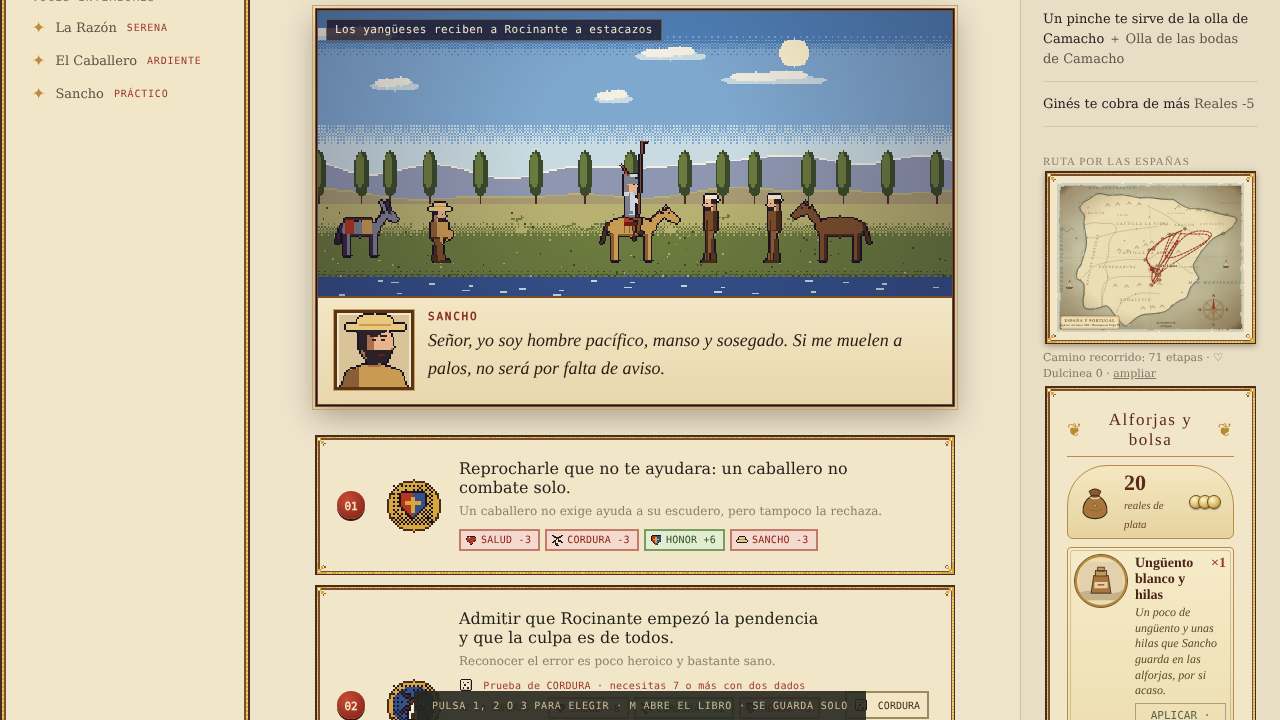 La Razón SERENA
El Caballero ARDIENTE
Sancho PRÁCTICO
Los yangüeses reciben a Rocinante a estacazos
SANCHO
Señor, yo soy hombre pacífico, manso y sosegado. Si me muelen a
palos, no será por falta de aviso.
01
Reprocharle que no te ayudara: un caballero no
combate solo.
Un caballero no exige ayuda a su escudero, pero tampoco la rechaza.
SALUD -3 CORDURA -3 HONOR +6 SANCHO -3
02
Admitir que Rocinante empezó la pendencia
y que la culpa es de todos.
Reconocer el error es poco heroico y bastante sano.
Prueba de CORDURA · necesitas 7 o más con dos dados
CORDURA
PULSA 1, 2 O 3 PARA ELEGIR · M ABRE EL LIBRO · SE GUARDA SOLO
Un pinche te sirve de la olla de
Camacho + Olla de las bodas
de Camacho
Ginés te cobra de más Reales -5
RUTA POR LAS ESPAÑAS
Camino recorrido: 71 etapas · ♡
Dulcinea 0 · ampliar
Alforjas y
bolsa
20
reales de
plata
Ungüento ×1
blanco y
hilas
Un poco de
ungüento y unas
hilas que Sancho
guarda en las
alforjas, por si
acaso.
APLICAR ·